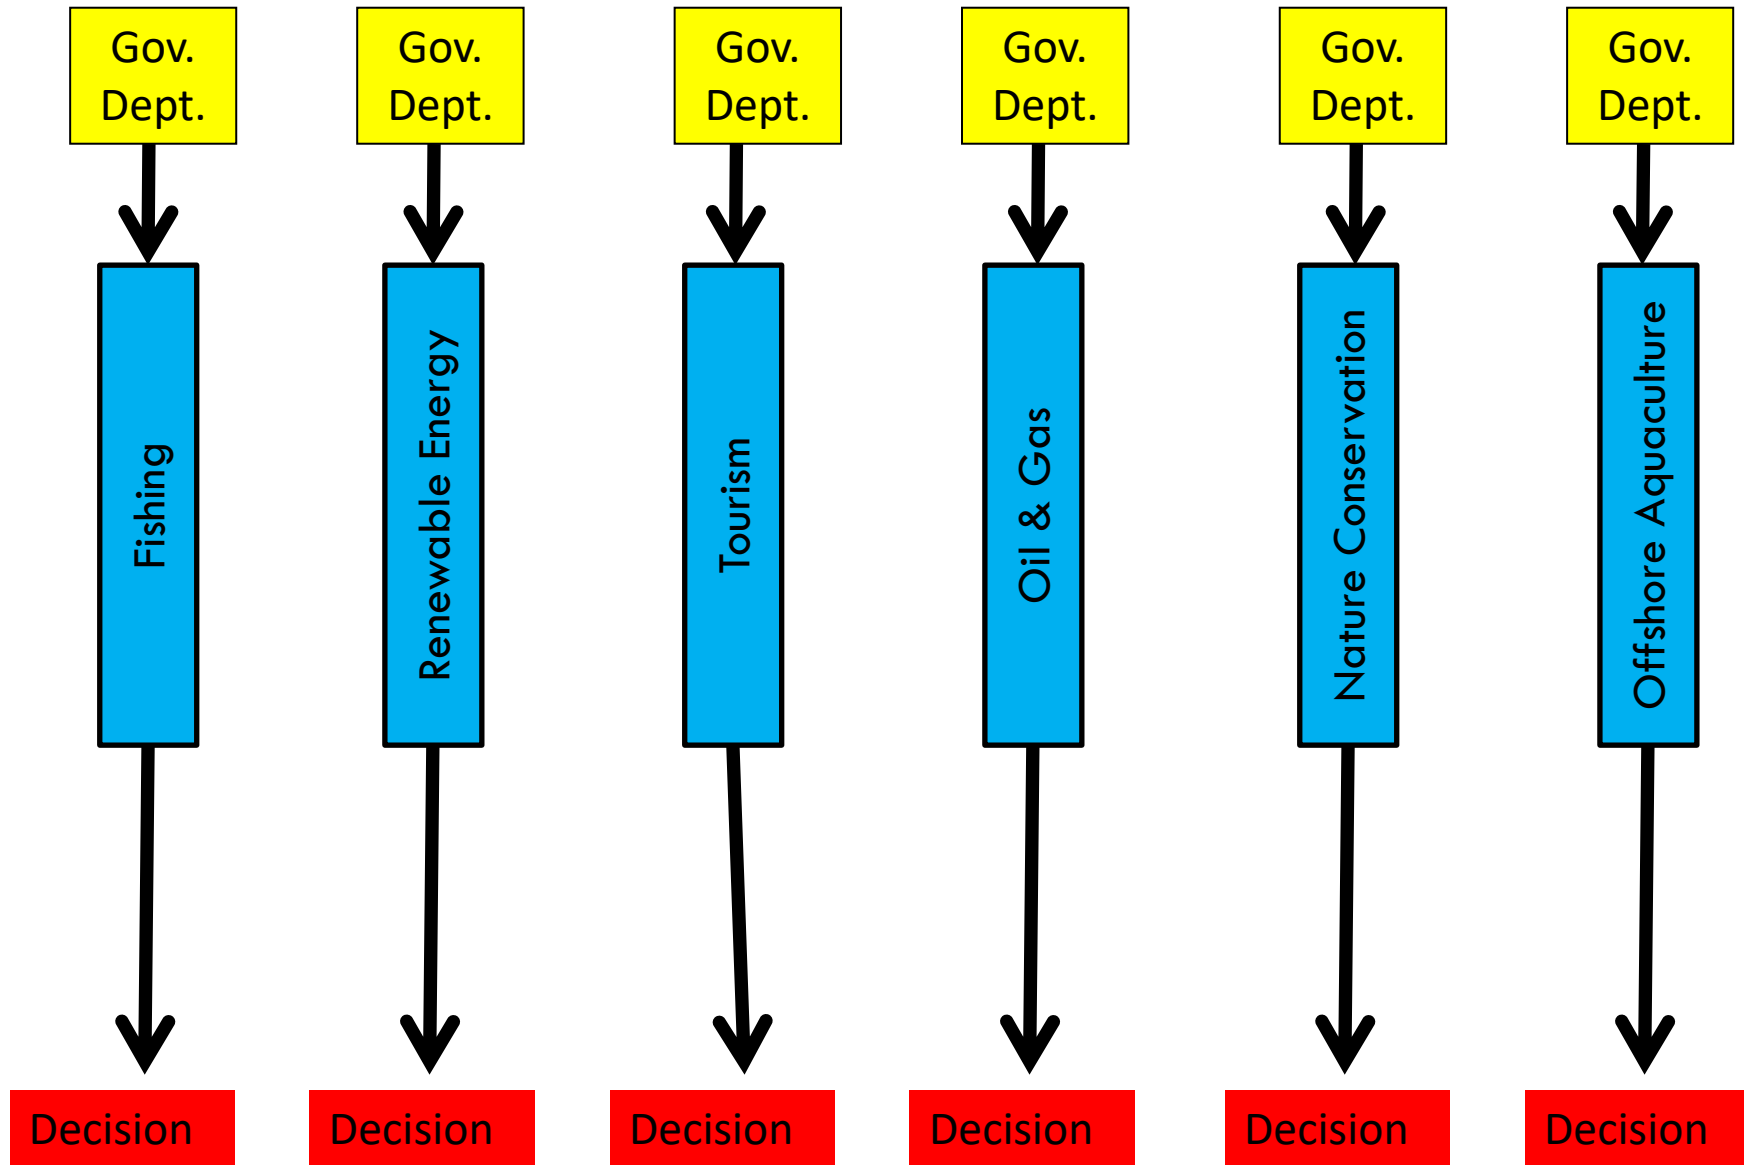 Gov.
Dept.
Gov.
Dept.
Gov.
Dept.
Gov.
Dept.
Gov.
Dept.
Gov.
Dept.
Fishing
Renewable Energy
Tourism
Oil & Gas
Nature Conservation
Offshore Aquaculture
Decision
Decision
Decision
Decision
Decision
Decision